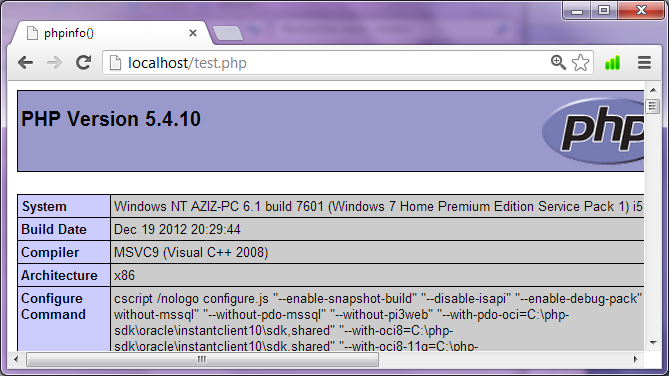 phpinfo()
localhost/test.php
PHP Version 5.4.10
php
System Windows NT AZIZ-PC 6.1 build 7601 (Windows 7 Home Premium Edition Service Pack 1) i5
Build Date Dec 19 2012 20:29:44
Compiler MSVC9 (Visual C++ 2008)
Architecture x86
Configure Command cscript /nologo configure.js "--enable-snapshot-build" "--disable-isapi" "--enable-debug-pack"
without-mssql" "--without-pdo-mssql" "--without-pi3web" "--with-pdo-oci=C:\php-
sdk\oracle\instantclient10\sdk,shared" "--with-oci8=C:\php-
sdk\oracle\instantclient10\sdk,shared" "--with-oci8-11g=C:\php-